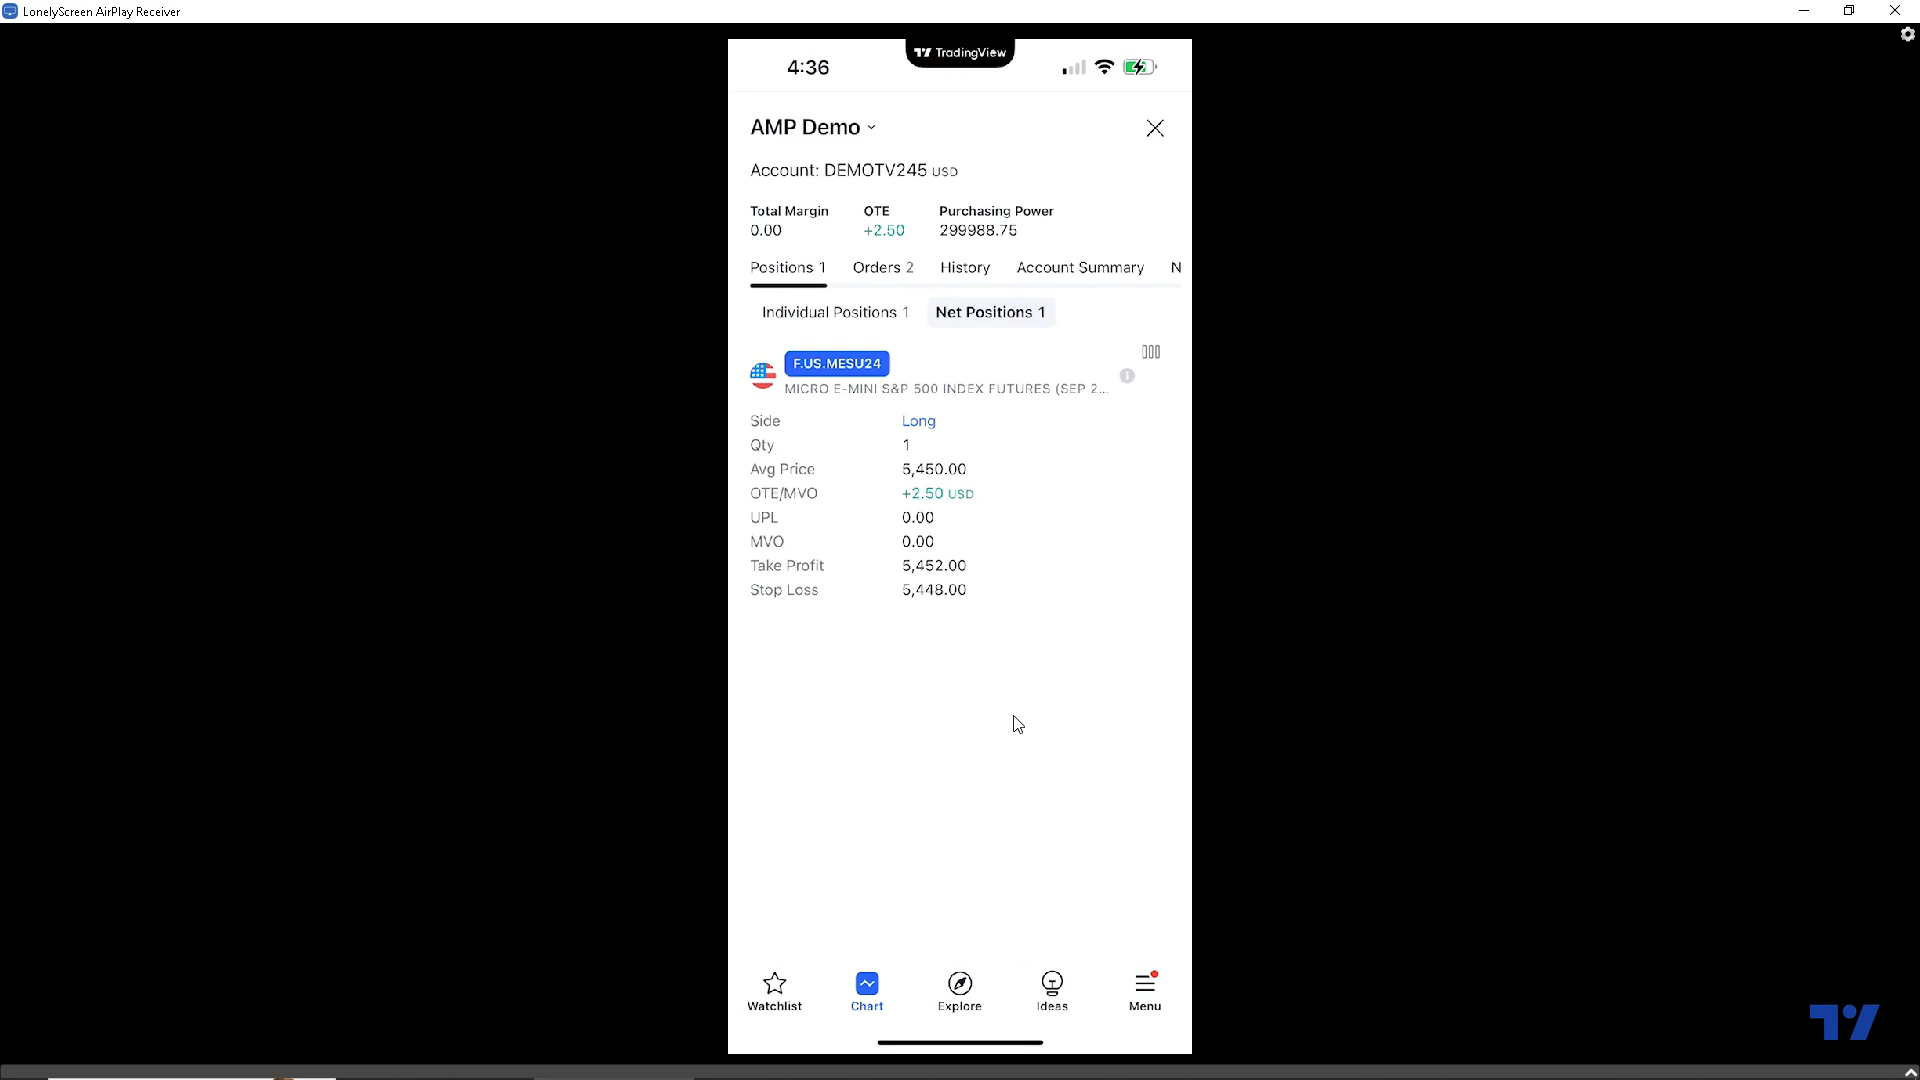 LonelyScreen AirPlay Receiver
4:36
TradingView
AMP Demo
Account: DEMOTV245 USD
Total Margin OTE Purchasing Power
0.00 +2.50 299988.75
Positions 1 Orders 2 History Account Summary N
Individual Positions 1 Net Positions 1
F.US.MESU24
MICRO E-MINI S&P 500 INDEX FUTURES (SEP 2...
Side Long
Qty 1
Avg Price 5,450.00
OTE/MVO +2.50 USD
UPL 0.00
MVO 0.00
Take Profit 5,452.00
Stop Loss 5,448.00
Watchlist Chart Explore Ideas Menu